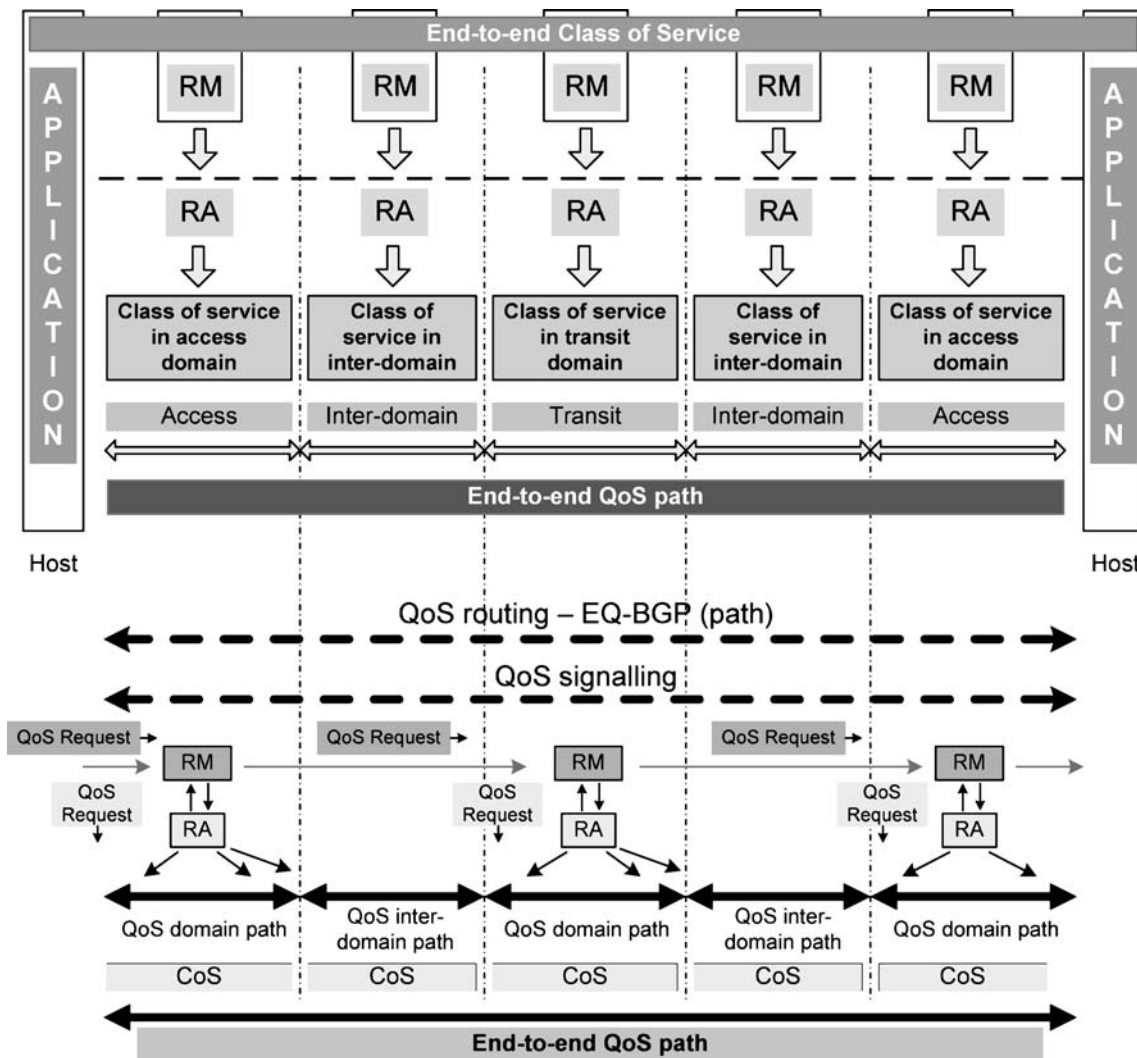 End-to-end Class of Service
APPLICATION
RM
RM
RM
RM
RM
APPLICATION
RA
RA
RA
RA
RA
Class of service
in access
domain
Class of
service in
inter-domain
Class of service
in transit
domain
Class of
service in
inter-domain
Class of service
in access
domain
Access
Inter-domain
Transit
Inter-domain
Access
End-to-end QoS path
Host
Host
QoS routing – EQ-BGP (path)
QoS signalling
QoS Request
QoS Request
QoS Request
RM
RM
RM
QoS
Request
QoS
Request
QoS
Request
RA
RA
RA
QoS domain path
QoS inter-
domain path
QoS domain path
QoS inter-
domain path
QoS domain path
CoS
CoS
CoS
CoS
CoS
End-to-end QoS path